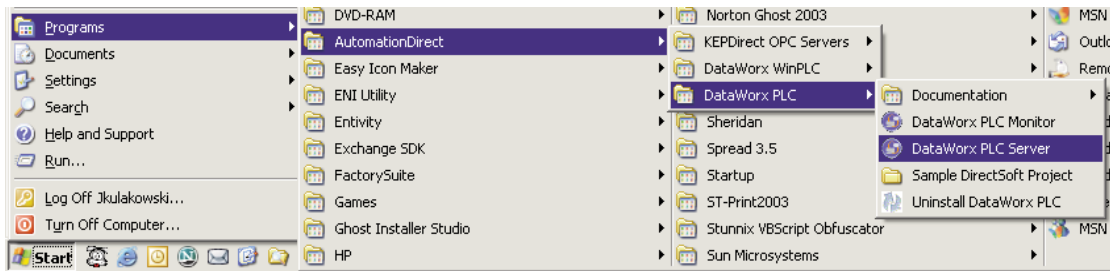 Programs
Documents
Settings
Search
Help and Support
Run...
Log Off Jkulakowski...
Turn Off Computer...
Start
DVD-RAM
AutomationDirect
Easy Icon Maker
ENI Utility
Entivity
Exchange SDK
FactorySuite
Games
Ghost Installer Studio
HP
Norton Ghost 2003
KEPDirect OPC Servers
DataWorx WinPLC
DataWorx PLC
Sheridan
Spread 3.5
Startup
ST-Print2003
Stunnix VBScript Obfuscator
Sun Microsystems
Documentation
DataWorx PLC Monitor
DataWorx PLC Server
Sample DirectSoft Project
Uninstall DataWorx PLC
MSN
MSN